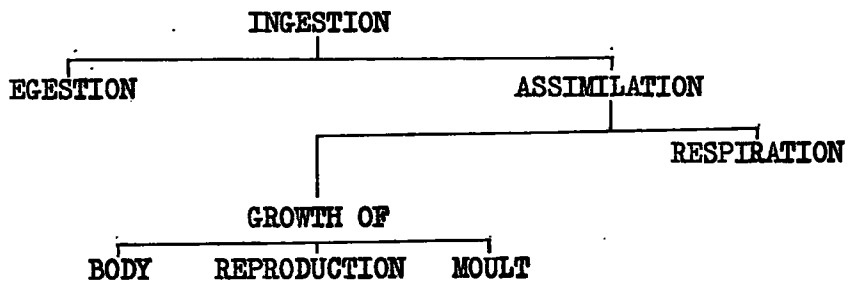 INGESTION
EGESTION ASSIMILATION
RESPIRATION
GROWTH OF
BODY REPRODUCTION MOULT